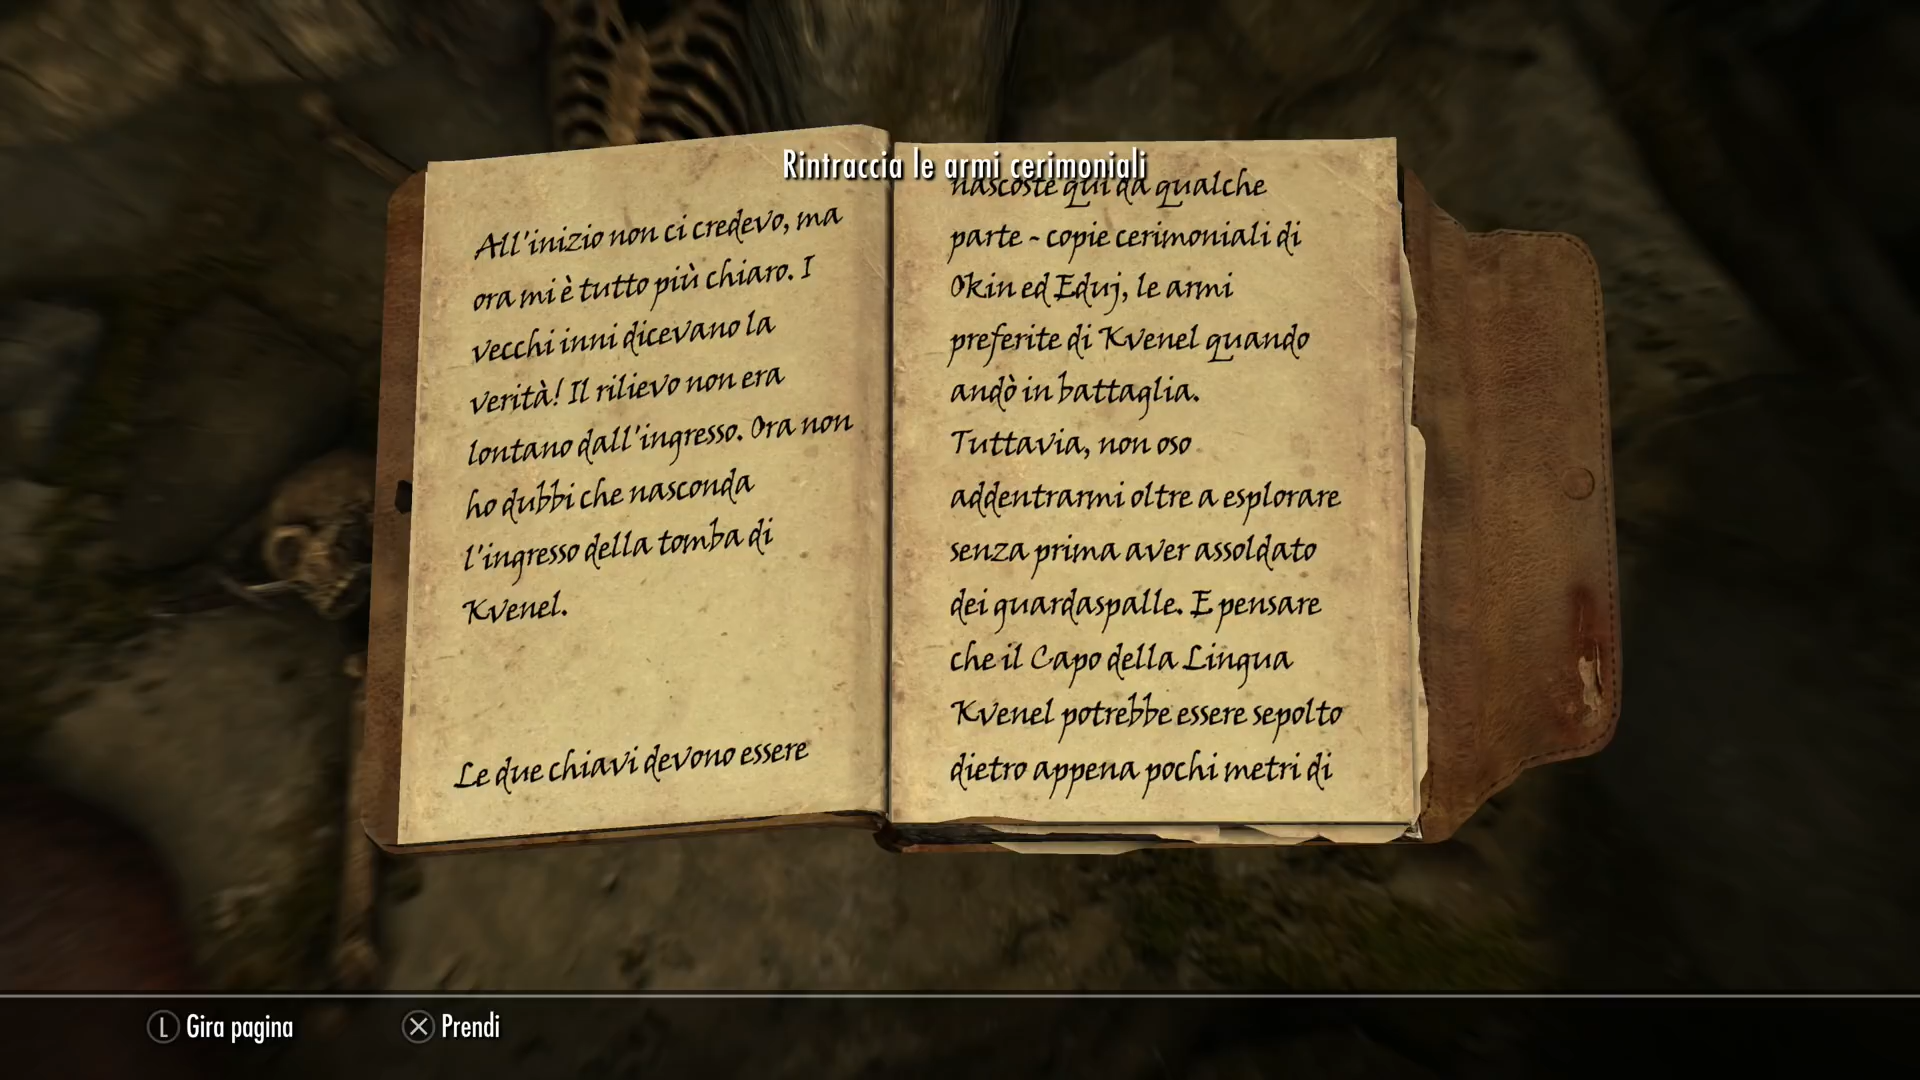 Rintraccia le armi cerimoniali
All'inizio non ci credevo, ma
ora mi è tutto più chiaro. I
vecchi inni dicevano la
verità! Il rilievo non era
lontano dall'ingresso. Ora non
ho dubbi che nasconda
l'ingresso della tomba di
Kvenel.
Le due chiavi devono essere
nascoste qui da qualche
parte - copie cerimoniali di
Okin ed Eduj, le armi
preferite di Kvenel quando
andò in battaglia.
Tuttavia, non oso
addentrarmi oltre a esplorare
senza prima aver assoldato
dei guardaspalle. E pensare
che il Capo della Lingua
Kvenel potrebbe essere sepolto
dietro appena pochi metri di
L Gira pagina
X Prendi